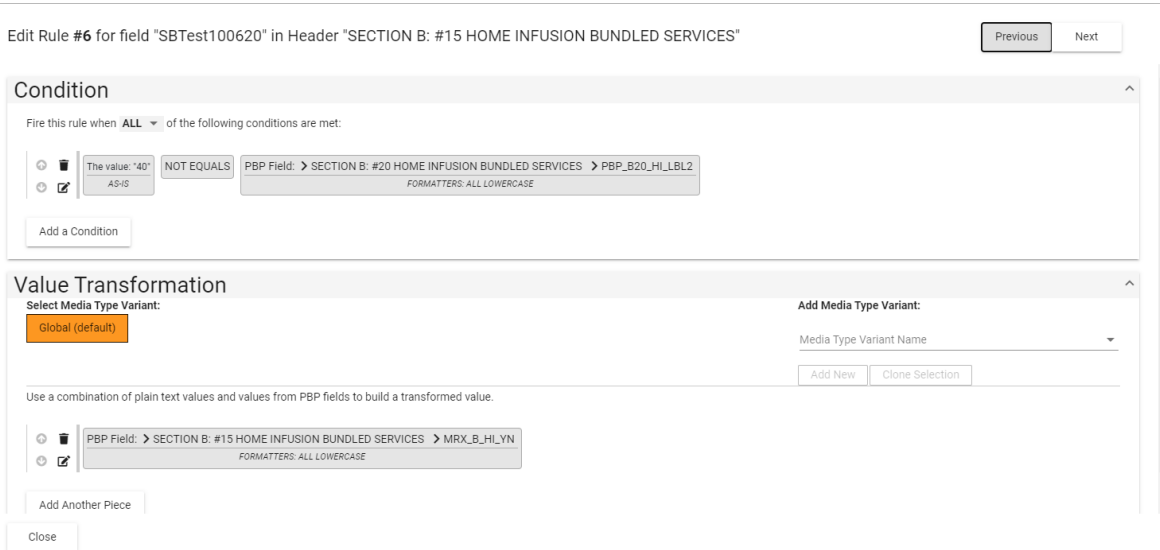 Edit Rule #6 for field "SBTest100620" in Header "SECTION B: #15 HOME INFUSION BUNDLED SERVICES"
Previous
Next
Condition
Fire this rule when ALL of the following conditions are met:
The value: "40"
AS-IS
NOT EQUALS
PBP Field: > SECTION B: #20 HOME INFUSION BUNDLED SERVICES > PBP_B20_HI_LBL2
FORMATTERS: ALL LOWERCASE
Add a Condition
Value Transformation
Select Media Type Variant:
Global (default)
Add Media Type Variant:
Media Type Variant Name
Add New
Clone Selection
Use a combination of plain text values and values from PBP fields to build a transformed value.
PBP Field: > SECTION B: #15 HOME INFUSION BUNDLED SERVICES > MRX_B_HI_YN
FORMATTERS: ALL LOWERCASE
Add Another Piece
Close